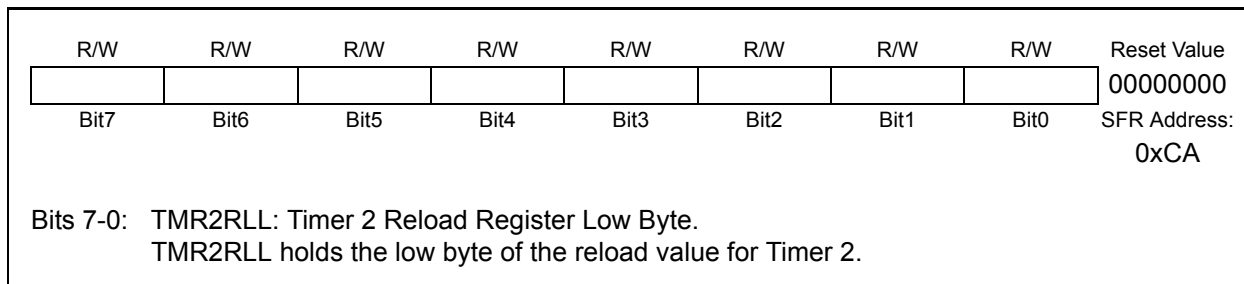 R/W R/W R/W R/W R/W R/W R/W R/W Reset Value
00000000
Bit7 Bit6 Bit5 Bit4 Bit3 Bit2 Bit1 Bit0 SFR Address:
0xCA
Bits 7-0: TMR2RLL: Timer 2 Reload Register Low Byte.
TMR2RLL holds the low byte of the reload value for Timer 2.